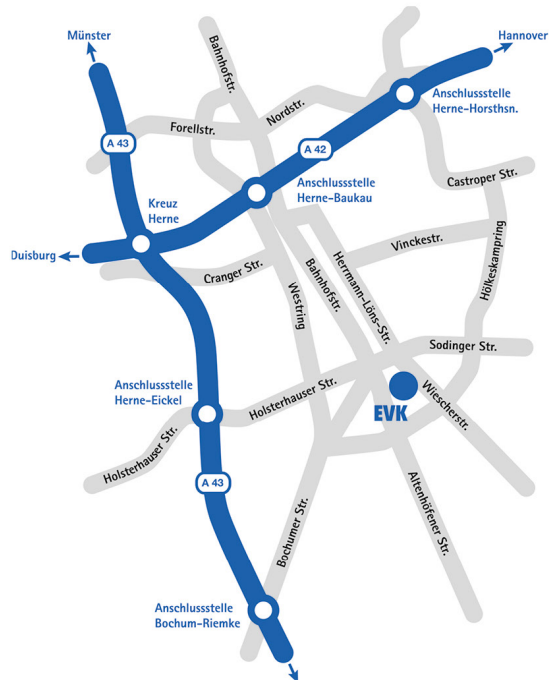 Münster
Hannover
Bahnhofstr.
Anschlussstelle
Herne-Horsthsn.
Nordstr.
Forellstr.
A 43
A 42
Castroper Str.
Anschlussstelle
Herne-Baukau
Kreuz
Herne
Duisburg
Vinckestr.
Hölkeskampring
Cranger Str.
Herrmann-Löns-Str.
Bahnhofstr.
Westring
Sodinger Str.
Anschlussstelle
Herne-Eickel
Holsterhauser Str.
Wiescherstr.
EVK
Holsterhauser Str.
A 43
Altenhöfener Str.
Bochumer Str.
Anschlussstelle
Bochum-Riemke